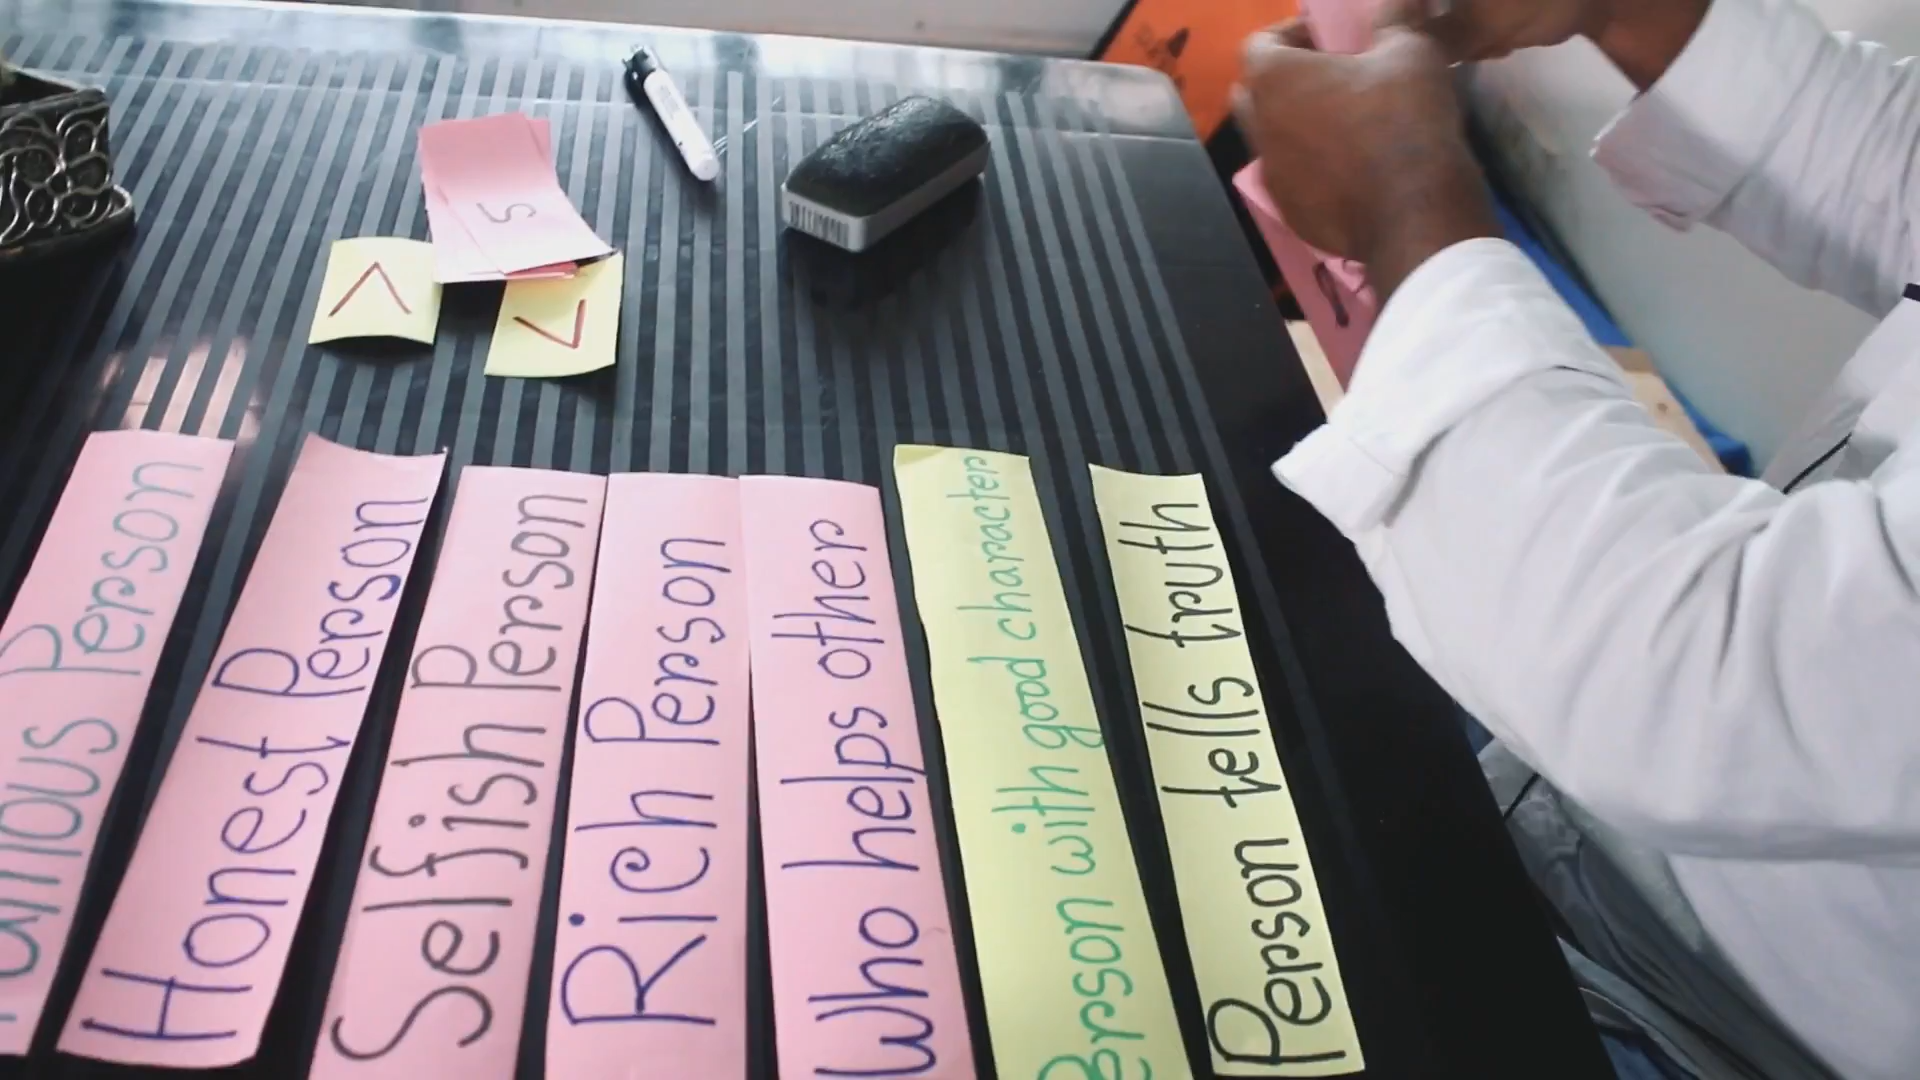 5
Person
Honest Person
Selfish Person
Rich Person
Who helps other
Person with good character
Person tells truth